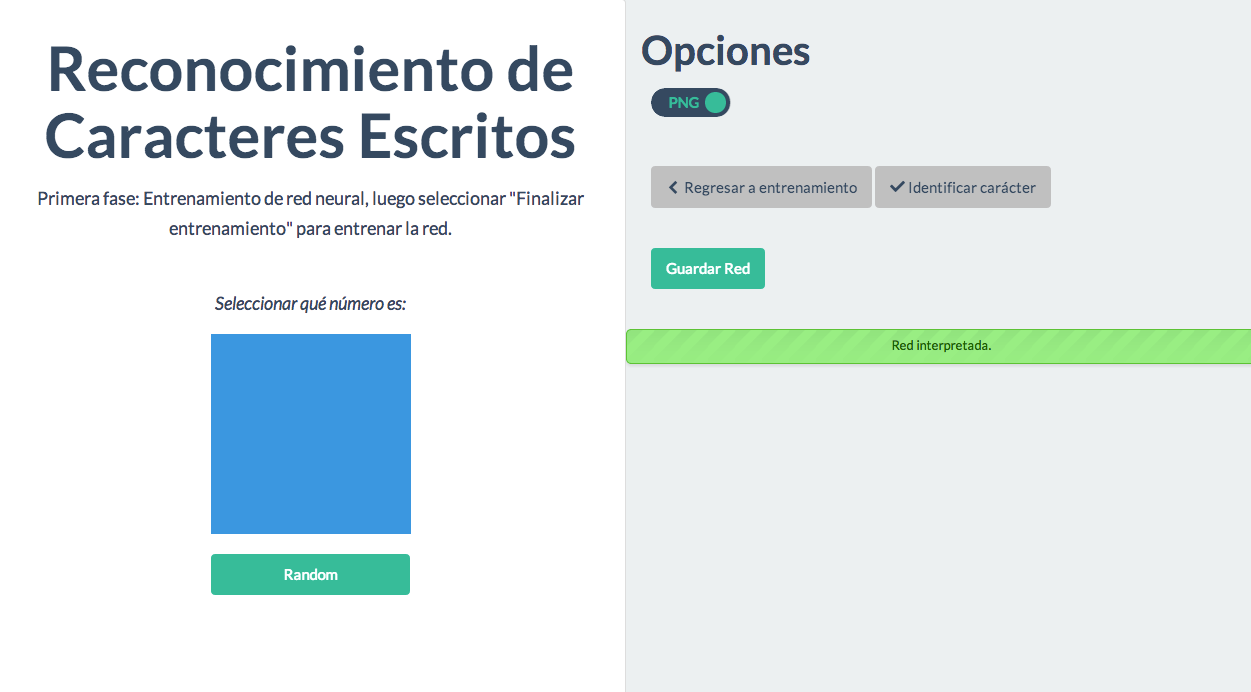 Reconocimiento de
Caracteres Escritos
Primera fase: Entrenamiento de red neural, luego seleccionar "Finalizar
entrenamiento" para entrenar la red.
Seleccionar qué número es:
Random
Opciones
PNG
Regresar a entrenamiento
Identificar carácter
Guardar Red
Red interpretada.